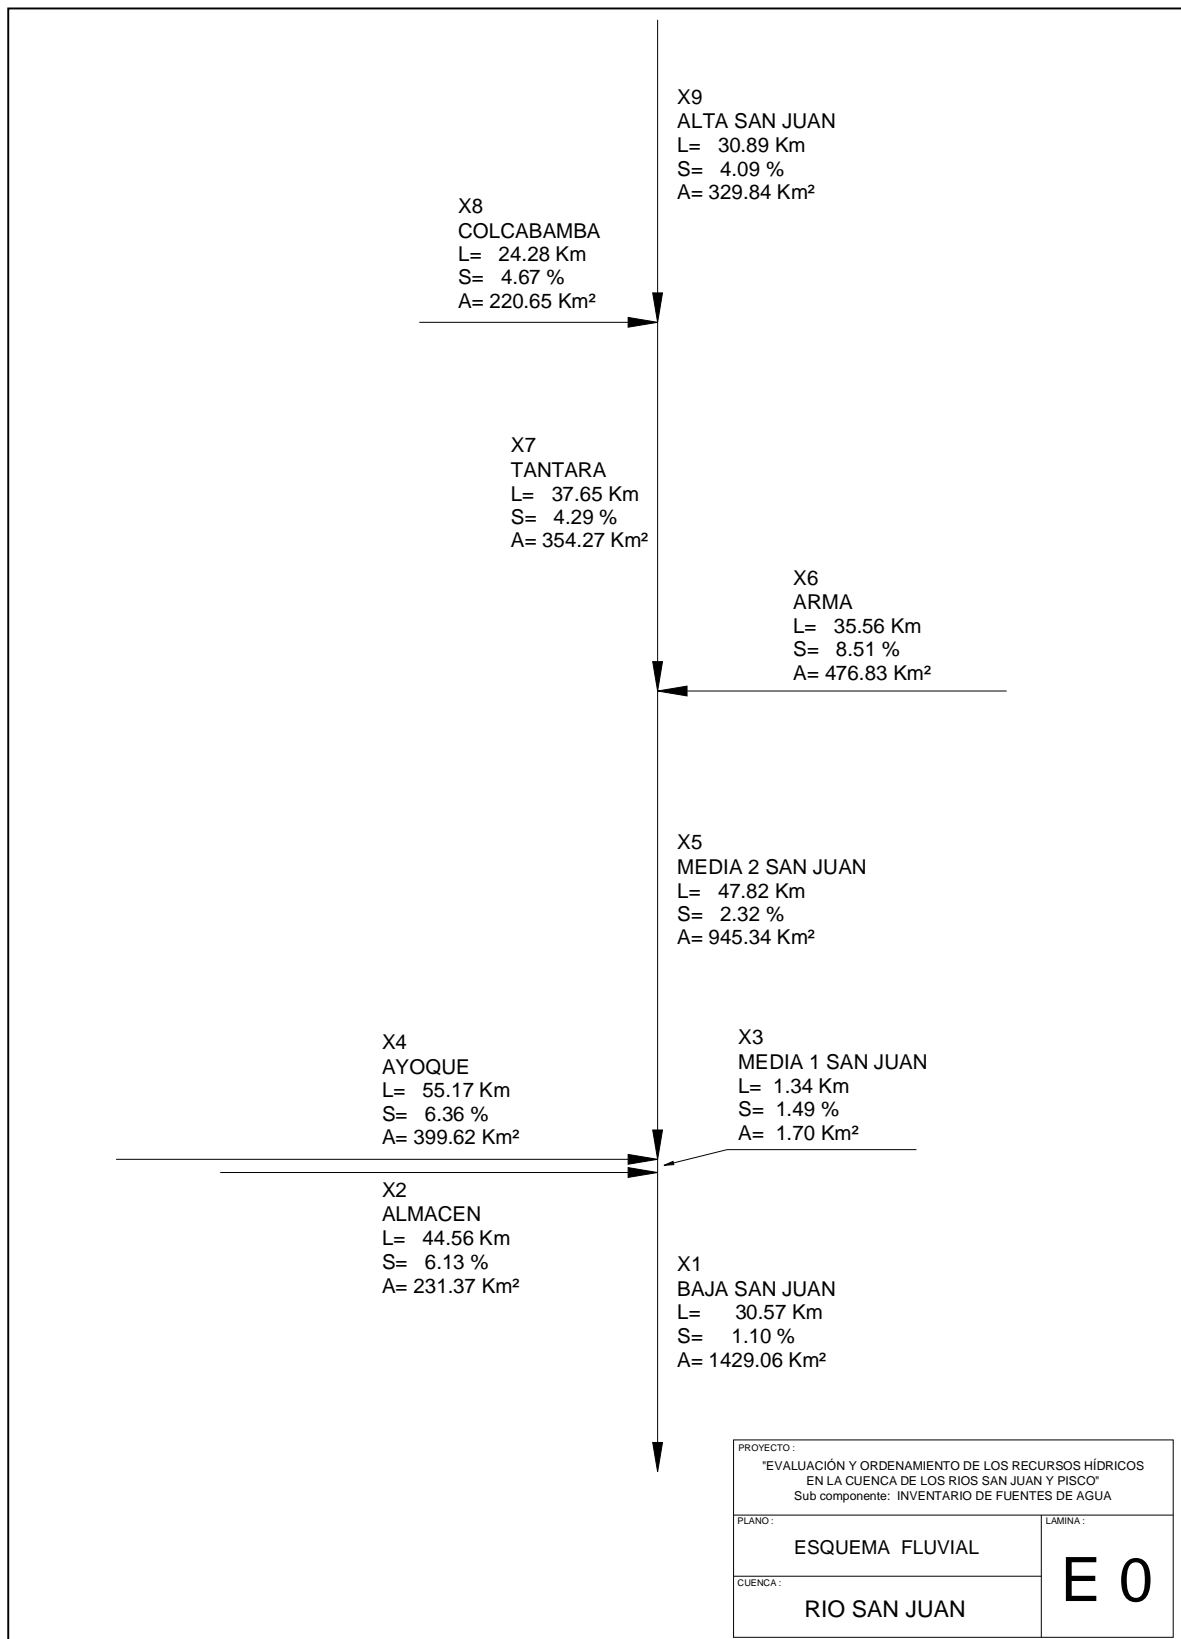 X9
ALTA SAN JUAN
L= 30.89 Km
S= 4.09 %
A= 329.84 Km²
X8
COLCABAMBA
L= 24.28 Km
S= 4.67 %
A= 220.65 Km²
X7
TANTARA
L= 37.65 Km
S= 4.29 %
A= 354.27 Km²
X6
ARMA
L= 35.56 Km
S= 8.51 %
A= 476.83 Km²
X5
MEDIA 2 SAN JUAN
L= 47.82 Km
S= 2.32 %
A= 945.34 Km²
X4
AYOQUE
L= 55.17 Km
S= 6.36 %
A= 399.62 Km²
X3
MEDIA 1 SAN JUAN
L= 1.34 Km
S= 1.49 %
A= 1.70 Km²
X2
ALMACEN
L= 44.56 Km
S= 6.13 %
A= 231.37 Km²
X1
BAJA SAN JUAN
L= 30.57 Km
S= 1.10 %
A= 1429.06 Km²
PROYECTO :
"EVALUACIÓN Y ORDENAMIENTO DE LOS RECURSOS HÍDRICOS
EN LA CUENCA DE LOS RIOS SAN JUAN Y PISCO"
Sub componente: INVENTARIO DE FUENTES DE AGUA
PLANO :
ESQUEMA FLUVIAL
LAMINA :
E 0
CUENCA :
RIO SAN JUAN